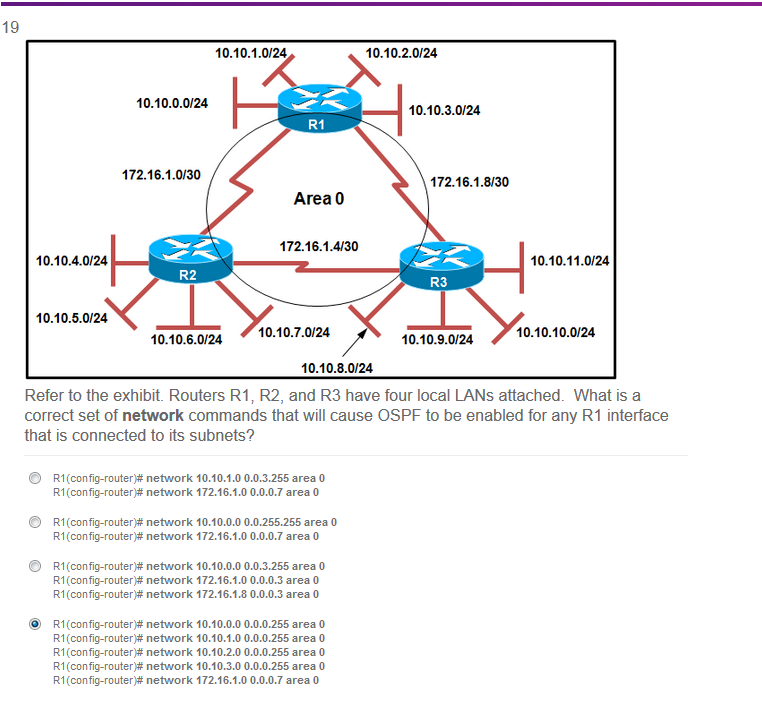 19
10.10.1.0/24
10.10.2.0/24
10.10.0.0/24
10.10.3.0/24
R1
172.16.1.0/30
172.16.1.8/30
Area 0
172.16.1.4/30
10.10.4.0/24
R2
R3
10.10.11.0/24
10.10.5.0/24
10.10.6.0/24
10.10.7.0/24
10.10.9.0/24
10.10.10.0/24
10.10.8.0/24
Refer to the exhibit. Routers R1, R2, and R3 have four local LANs attached.  What is a
correct set of network commands that will cause OSPF to be enabled for any R1 interface
that is connected to its subnets?
R1(config-router)# network 10.10.1.0 0.0.3.255 area 0
R1(config-router)# network 172.16.1.0 0.0.0.7 area 0
R1(config-router)# network 10.10.0.0 0.0.255.255 area 0
R1(config-router)# network 172.16.1.0 0.0.0.7 area 0
R1(config-router)# network 10.10.0.0 0.0.3.255 area 0
R1(config-router)# network 172.16.1.0 0.0.0.3 area 0
R1(config-router)# network 172.16.1.8 0.0.0.3 area 0
R1(config-router)# network 10.10.0.0 0.0.0.255 area 0
R1(config-router)# network 10.10.1.0 0.0.0.255 area 0
R1(config-router)# network 10.10.2.0 0.0.0.255 area 0
R1(config-router)# network 10.10.3.0 0.0.0.255 area 0
R1(config-router)# network 172.16.1.0 0.0.0.7 area 0